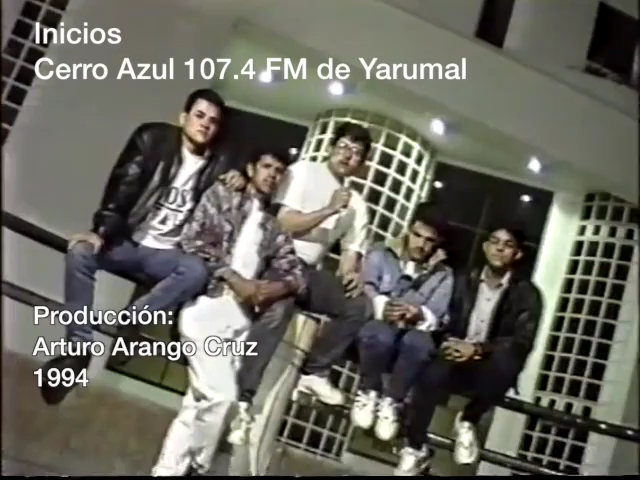 Inicios
Cerro Azul 107.4 FM de Yarumal
Producción:
Arturo Arango Cruz
1994